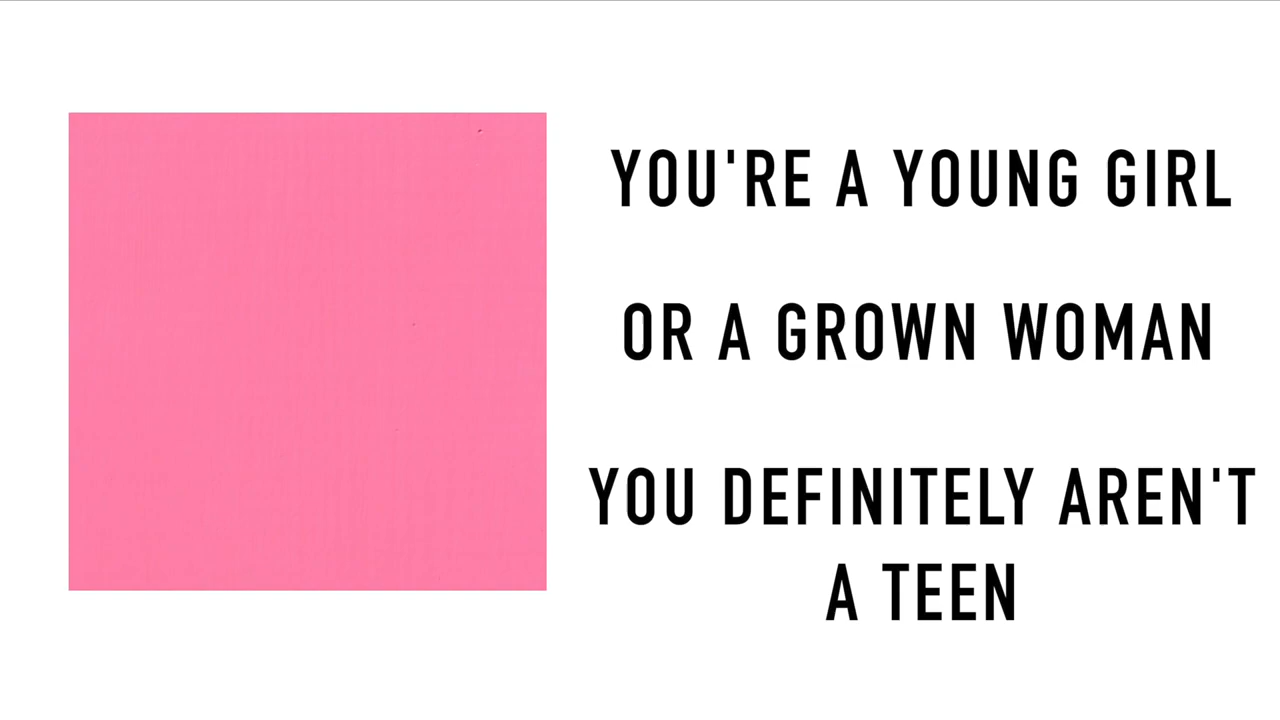 YOU'RE A YOUNG GIRL
OR A GROWN WOMAN
YOU DEFINITELY AREN'T
A TEEN